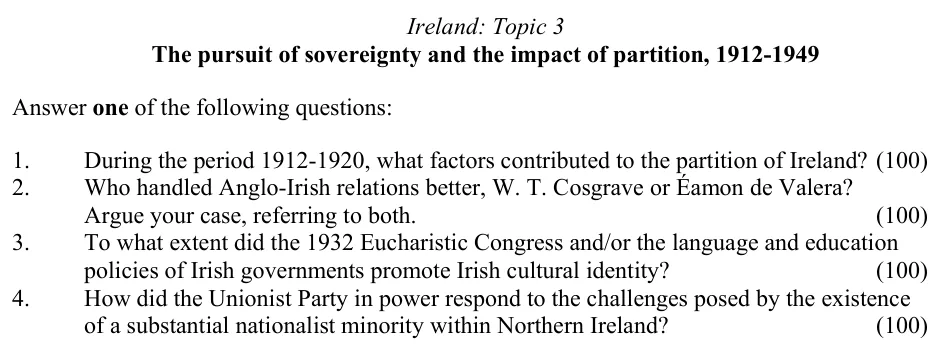 Ireland: Topic 3
The pursuit of sovereignty and the impact of partition, 1912-1949
Answer one of the following questions:
1. During the period 1912-1920, what factors contributed to the partition of Ireland? (100)
2. Who handled Anglo-Irish relations better, W. T. Cosgrave or Éamon de Valera?
Argue your case, referring to both. (100)
3. To what extent did the 1932 Eucharistic Congress and/or the language and education
policies of Irish governments promote Irish cultural identity? (100)
4. How did the Unionist Party in power respond to the challenges posed by the existence
of a substantial nationalist minority within Northern Ireland? (100)